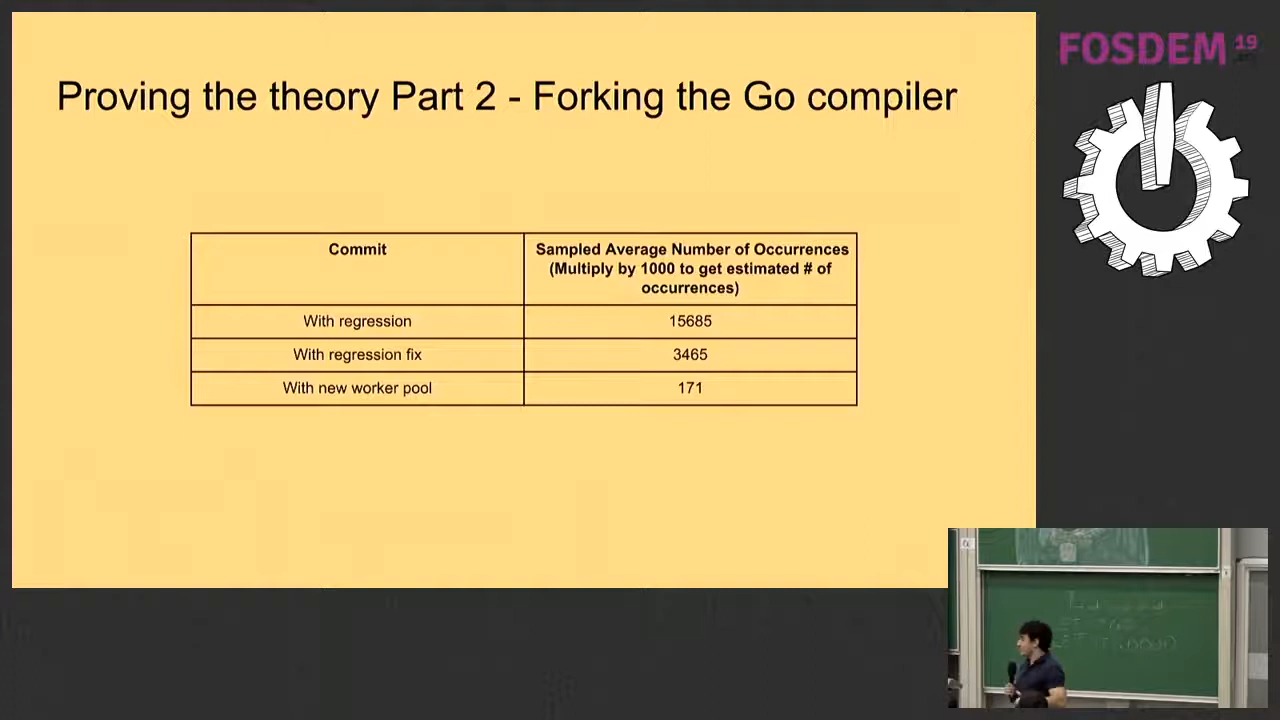 Proving the theory Part 2 - Forking the Go compiler
Commit
Sampled Average Number of Occurrences
(Multiply by 1000 to get estimated # of
occurrences)
With regression
15685
With regression fix
3465
With new worker pool
171
FOSDEM 19